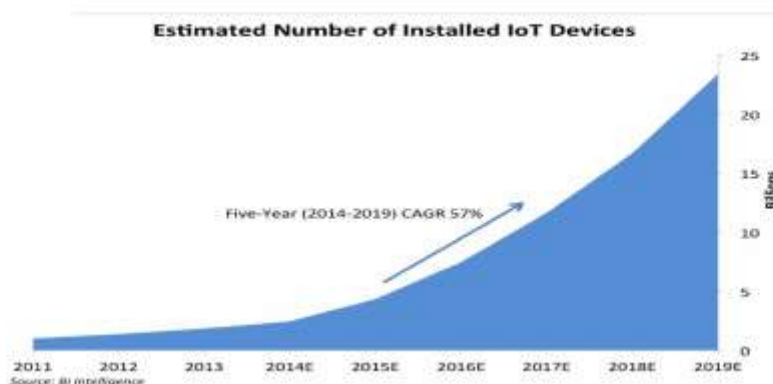 Estimated Number of Installed IoT Devices
25
20
15
10
5
0
Billions
Five-Year (2014-2019) CAGR 57%
2011 2012 2013 2014E 2015E 2016E 2017E 2018E 2019E
Source: BI Intelligence